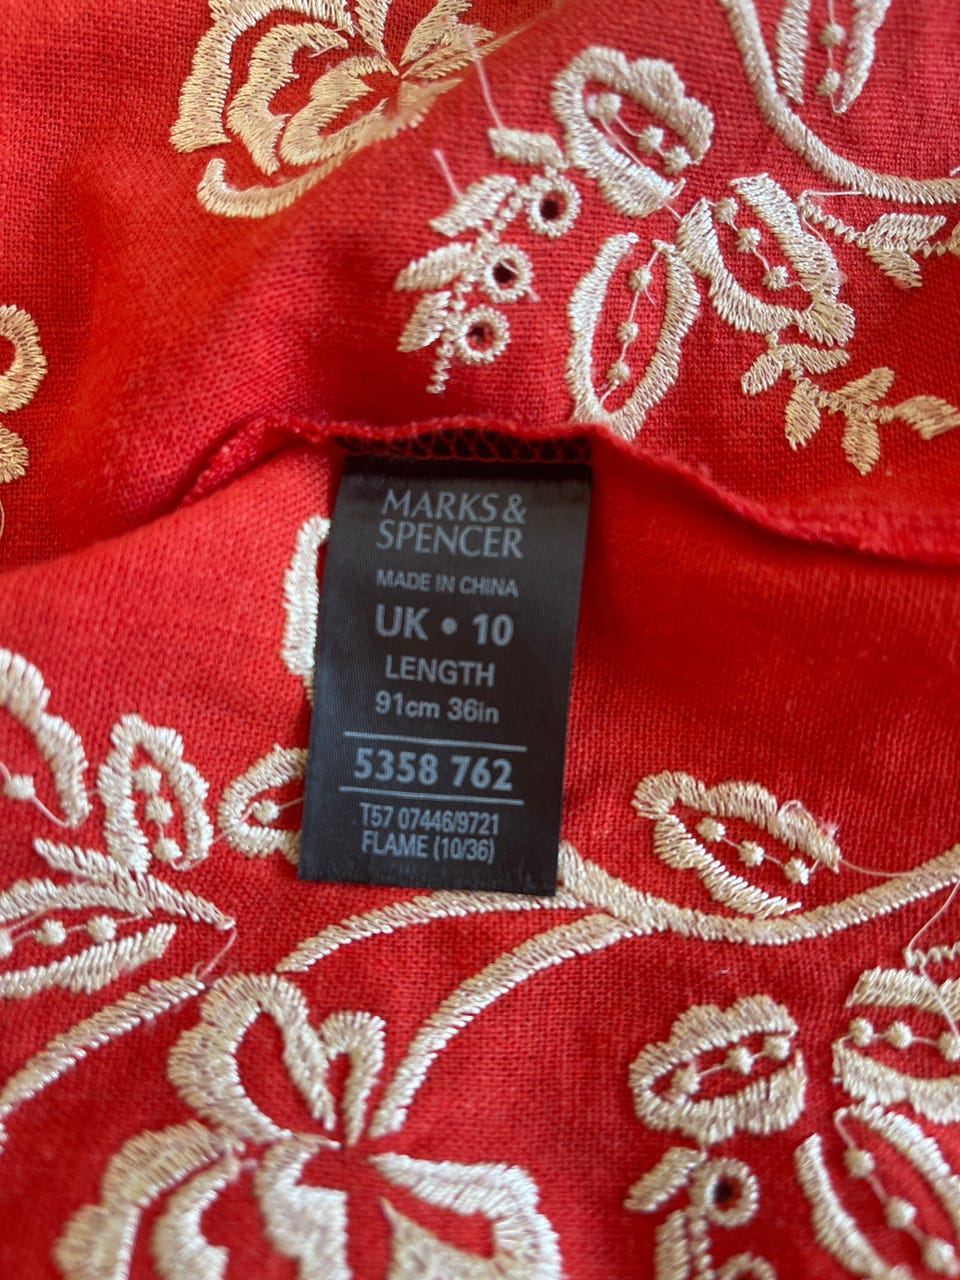 MARKS &
SPENCER
MADE IN CHINA
UK • 10
LENGTH
91cm 36in
5358 762
T57 07446/9721
FLAME (10/36)